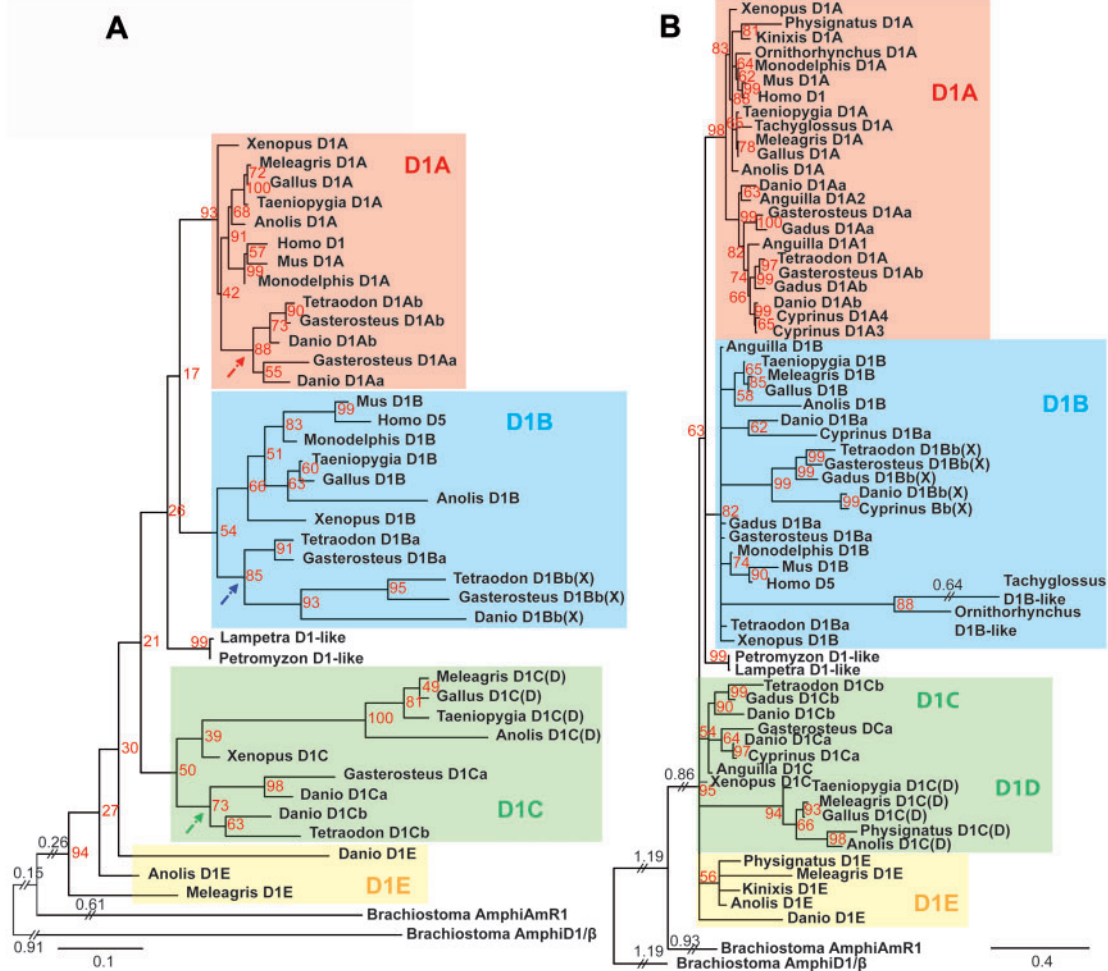 A
Xenopus D1A
Meleagris D1A
72
Gallus D1A
100
Taeniopygia D1A
68
Anolis D1A
93
91
Homo D1
57
Mus D1A
99
Monodelphis D1A
42
Tetraodon D1Ab
90
Gasterosteus D1Ab
73
Danio D1Ab
88
Gasterosteus D1Aa
55
Danio D1Aa
D1A
17
Mus D1B
99
Homo D5
83
Monodelphis D1B
51
Taeniopygia D1B
60
Gallus D1B
63
66
Anolis D1B
Xenopus D1B
54
Tetraodon D1Ba
91
Gasterosteus D1Ba
85
Tetraodon D1Bb(X)
95
Gasterosteus D1Bb(X)
93
Danio D1Bb(X)
D1B
26
21
Lampetra D1-like
99
Petromyzon D1-like
Meleagris D1C(D)
49
Gallus D1C(D)
81
Taeniopygia D1C(D)
100
Anolis D1C(D)
39
Xenopus D1C
50
Gasterosteus D1Ca
98
Danio D1Ca
73
Danio D1Cb
63
Tetraodon D1Cb
D1C
30
27
94
Danio D1E
Anolis D1E
Meleagris D1E
D1E
0.26
0.15
0.61
Brachiostoma AmphiAmR1
Brachiostoma AmphiD1/β
0.91
0.1
B
Xenopus D1A
Physignatus D1A
81
Kinixis D1A
83
Ornithorhynchus D1A
64
Monodelphis D1A
62
Mus D1A
99
88
Homo D1
Taeniopygia D1A
Tachyglossus D1A
98
Meleagris D1A
78
Gallus D1A
Anolis D1A
Danio D1Aa
63
Anguilla D1A2
Gasterosteus D1Aa
99
100
Gadus D1Aa
Anguilla D1A1
82
Tetraodon D1A
97
Gasterosteus D1Ab
74
99
Gadus D1Ab
66
Danio D1Ab
99
Cyprinus D1A4
65
Cyprinus D1A3
D1A
Anguilla D1B
Taeniopygia D1B
65
Meleagris D1B
85
Gallus D1B
58
Anolis D1B
Danio D1Ba
62
Cyprinus D1Ba
63
Tetraodon D1Bb(X)
99
Gasterosteus D1Bb(X)
99
Gadus D1Bb(X)
99
Danio D1Bb(X)
99
Cyprinus Bb(X)
82
Gadus D1Ba
Gasterosteus D1Ba
Monodelphis D1B
74
Mus D1B
90
Homo D5
0.64
Tachyglossus
D1B-like
88
Ornithorhynchus
D1B-like
Tetraodon D1Ba
Xenopus D1B
D1B
99
Petromyzon D1-like
Lampetra D1-like
Tetraodon D1Cb
99
Gadus D1Cb
90
Danio D1Cb
Gasterosteus DCa
54
64
Danio D1Ca
97
Cyprinus D1Ca
Anguilla D1C
Xenopus D1C
D1C
0.86
95
Taeniopygia D1C(D)
Meleagris D1C(D)
93
94
Gallus D1C(D)
66
Physignatus D1C(D)
98
Anolis D1C(D)
D1D
Physignatus D1E
56
Meleagris D1E
Kinixis D1E
Anolis D1E
Danio D1E
D1E
1.19
0.93
Brachiostoma AmphiAmR1
1.19
Brachiostoma AmphiD1/β
0.4